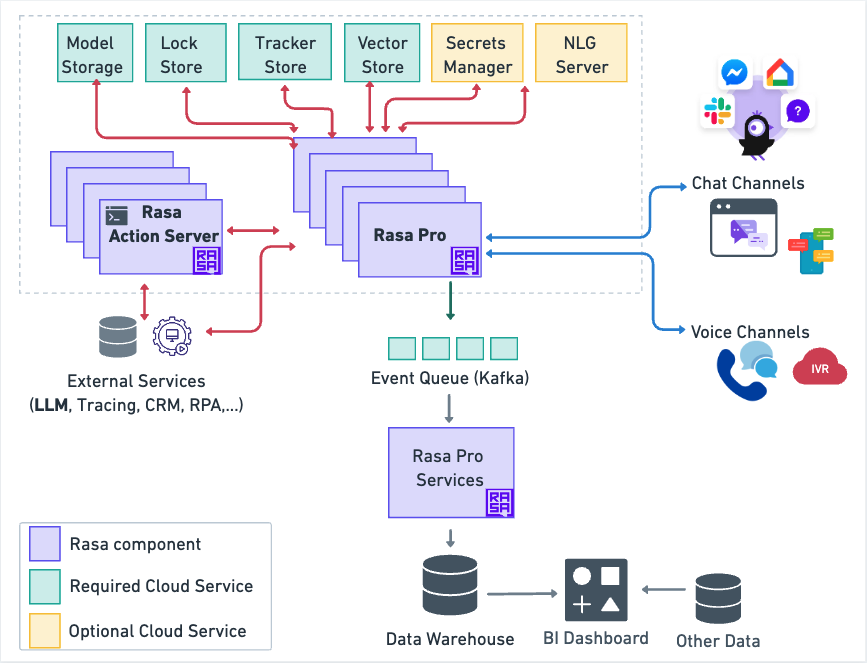 Model
Storage
Lock
Store
Tracker
Store
Vector
Store
Secrets
Manager
NLG
Server
?
Chat Channels
Rasa
Action Server
RASA
Rasa Pro
RASA
Voice Channels
IVR
External Services
(LLM, Tracing, CRM, RPA,...)
Event Queue (Kafka)
Rasa Pro
Services
RASA
Rasa component
Required Cloud Service
Optional Cloud Service
Data Warehouse
BI Dashboard
Other Data